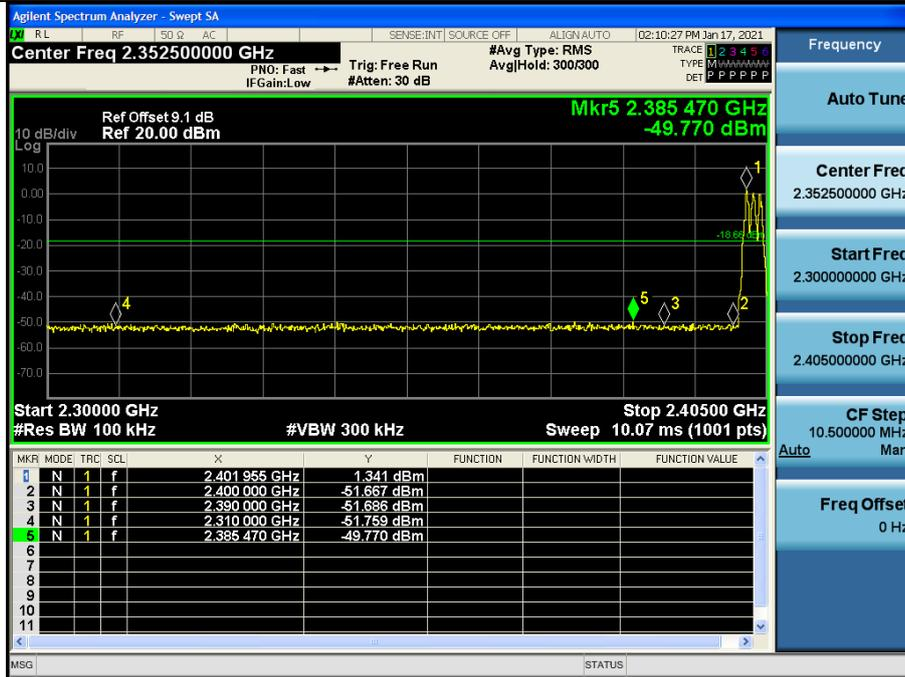 Agilent Spectrum Analyzer - Swept SA
LXI RL RF 50 Ω AC SENSE:INT SOURCE OFF ALIGN AUTO 02:10:27 PM Jan 17, 2021
Center Freq 2.352500000 GHz #Avg Type: RMS TRACE 1 2 3 4 5 6
PNO: Fast Trig: Free Run Avg|Hold: 300/300 TYPE
IFGain:Low #Atten: 30 dB DET P P P P P P
Mkr5 2.385 470 GHz
Ref Offset 9.1 dB
10 dB/div Ref 20.00 dBm -49.770 dBm
Log
10.0
0.00
-10.0
-20.0
-30.0
-40.0
-50.0
-60.0
-70.0
1
-18.66 dBm
4 5 3 2
Start 2.30000 GHz Stop 2.40500 GHz
#Res BW 100 kHz #VBW 300 kHz Sweep 10.07 ms (1001 pts)
MKR MODE TRC SCL X Y FUNCTION FUNCTION WIDTH FUNCTION VALUE
1 N 1 f 2.401 955 GHz 1.341 dBm
2 N 1 f 2.400 000 GHz -51.667 dBm
3 N 1 f 2.390 000 GHz -51.686 dBm
4 N 1 f 2.310 000 GHz -51.759 dBm
5 N 1 f 2.385 470 GHz -49.770 dBm
6
7
8
9
10
11
MSG STATUS
Frequency
Auto Tune
Center Freq
2.352500000 GHz
Start Freq
2.300000000 GHz
Stop Freq
2.405000000 GHz
CF Step
10.500000 MHz
Auto Man
Freq Offset
0 Hz